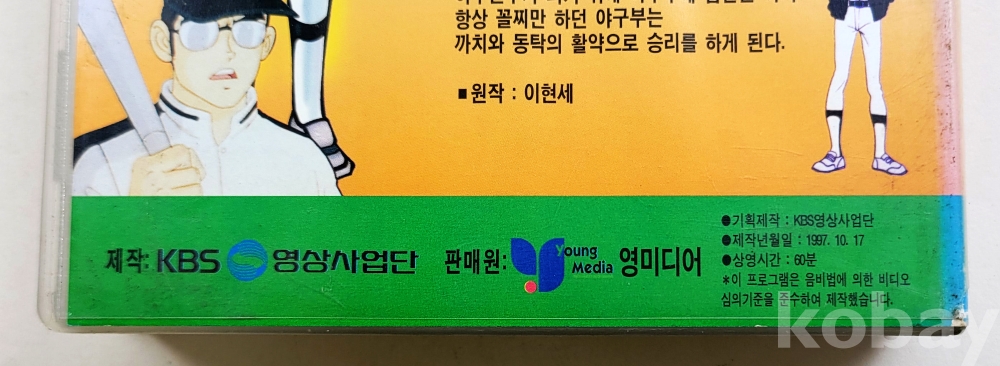 항상 꼴찌만 하던 야구부는
까치와 동탁의 활약으로 승리를 하게 된다.
■원작 : 이현세
제작: KBS 영상사업단 판매원: young Media 영미디어
●기획제작 : KBS영상사업단
●제작년월일 : 1997. 10. 17
●상영시간 : 60분
*이 프로그램은 음비법에 의한 비디오
심의기준을 준수하여 제작했습니다.
kobay